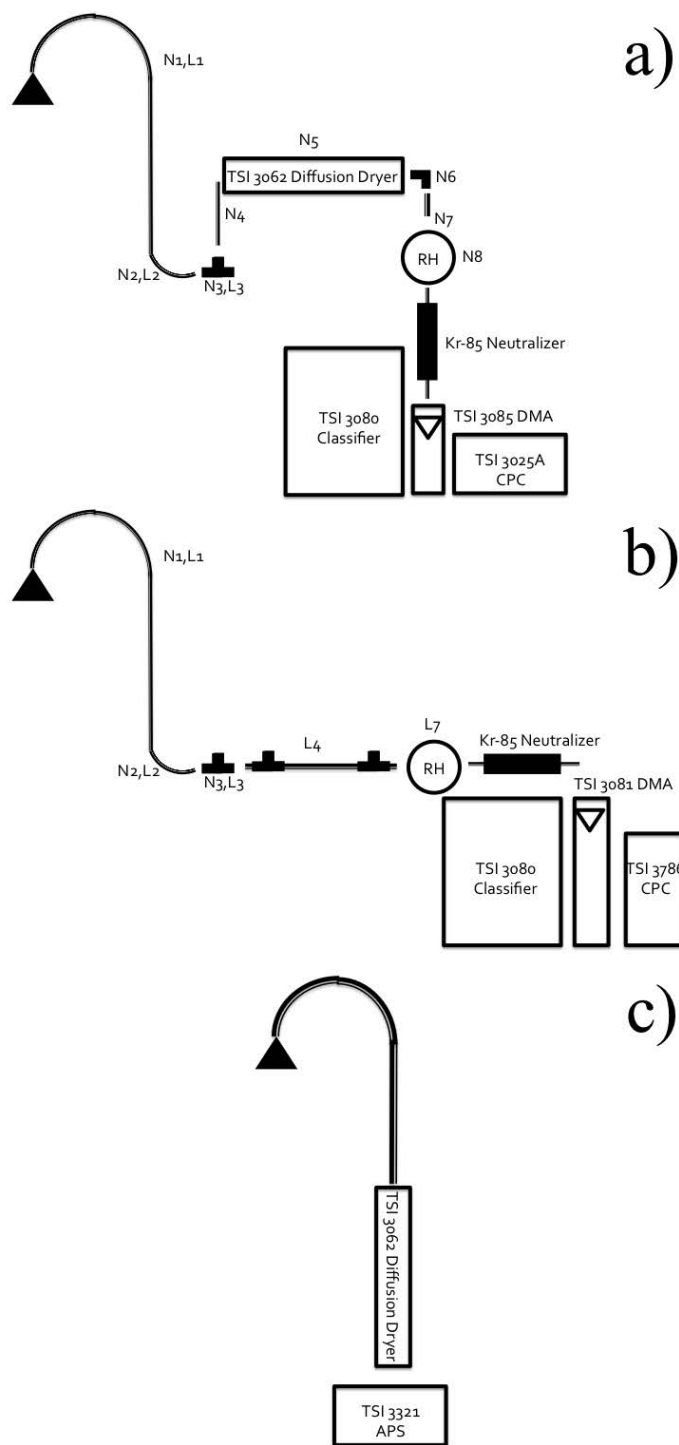 a)
N1,L1
N5
TSI 3062 Diffusion Dryer
N6
N4
N7
RH
N8
N2,L2
N3,L3
Kr-85 Neutralizer
TSI 3080
Classifier
TSI 3085 DMA
TSI 3025A
CPC
b)
N1,L1
L7
Kr-85 Neutralizer
L4
RH
N2,L2
N3,L3
TSI 3081 DMA
TSI 3080
Classifier
TSI 3786
CPC
c)
TSI 3062 Diffusion Dryer
TSI 3321
APS